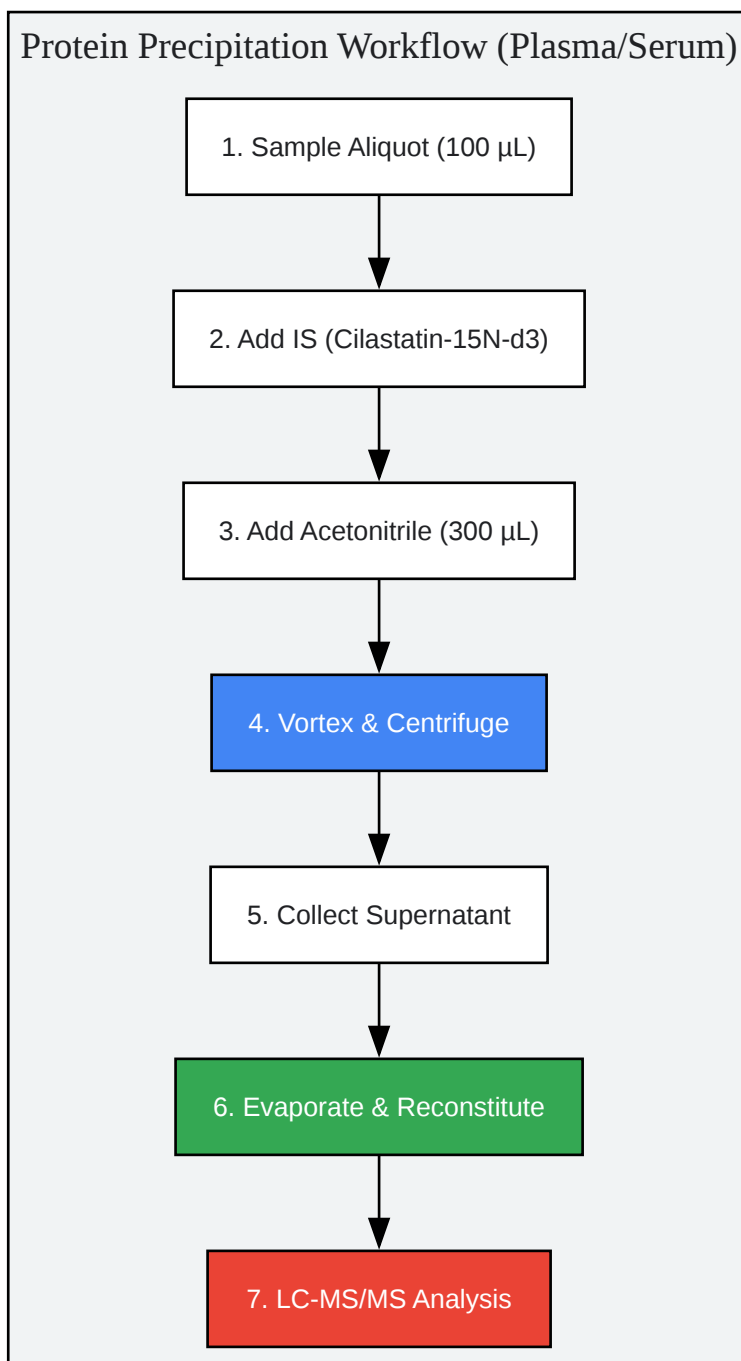 Protein Precipitation Workflow (Plasma/Serum)
1. Sample Aliquot (100 µL)
2. Add IS (Cilastatin-15N-d3)
3. Add Acetonitrile (300 µL)
4. Vortex & Centrifuge
5. Collect Supernatant
6. Evaporate & Reconstitute
7. LC-MS/MS Analysis